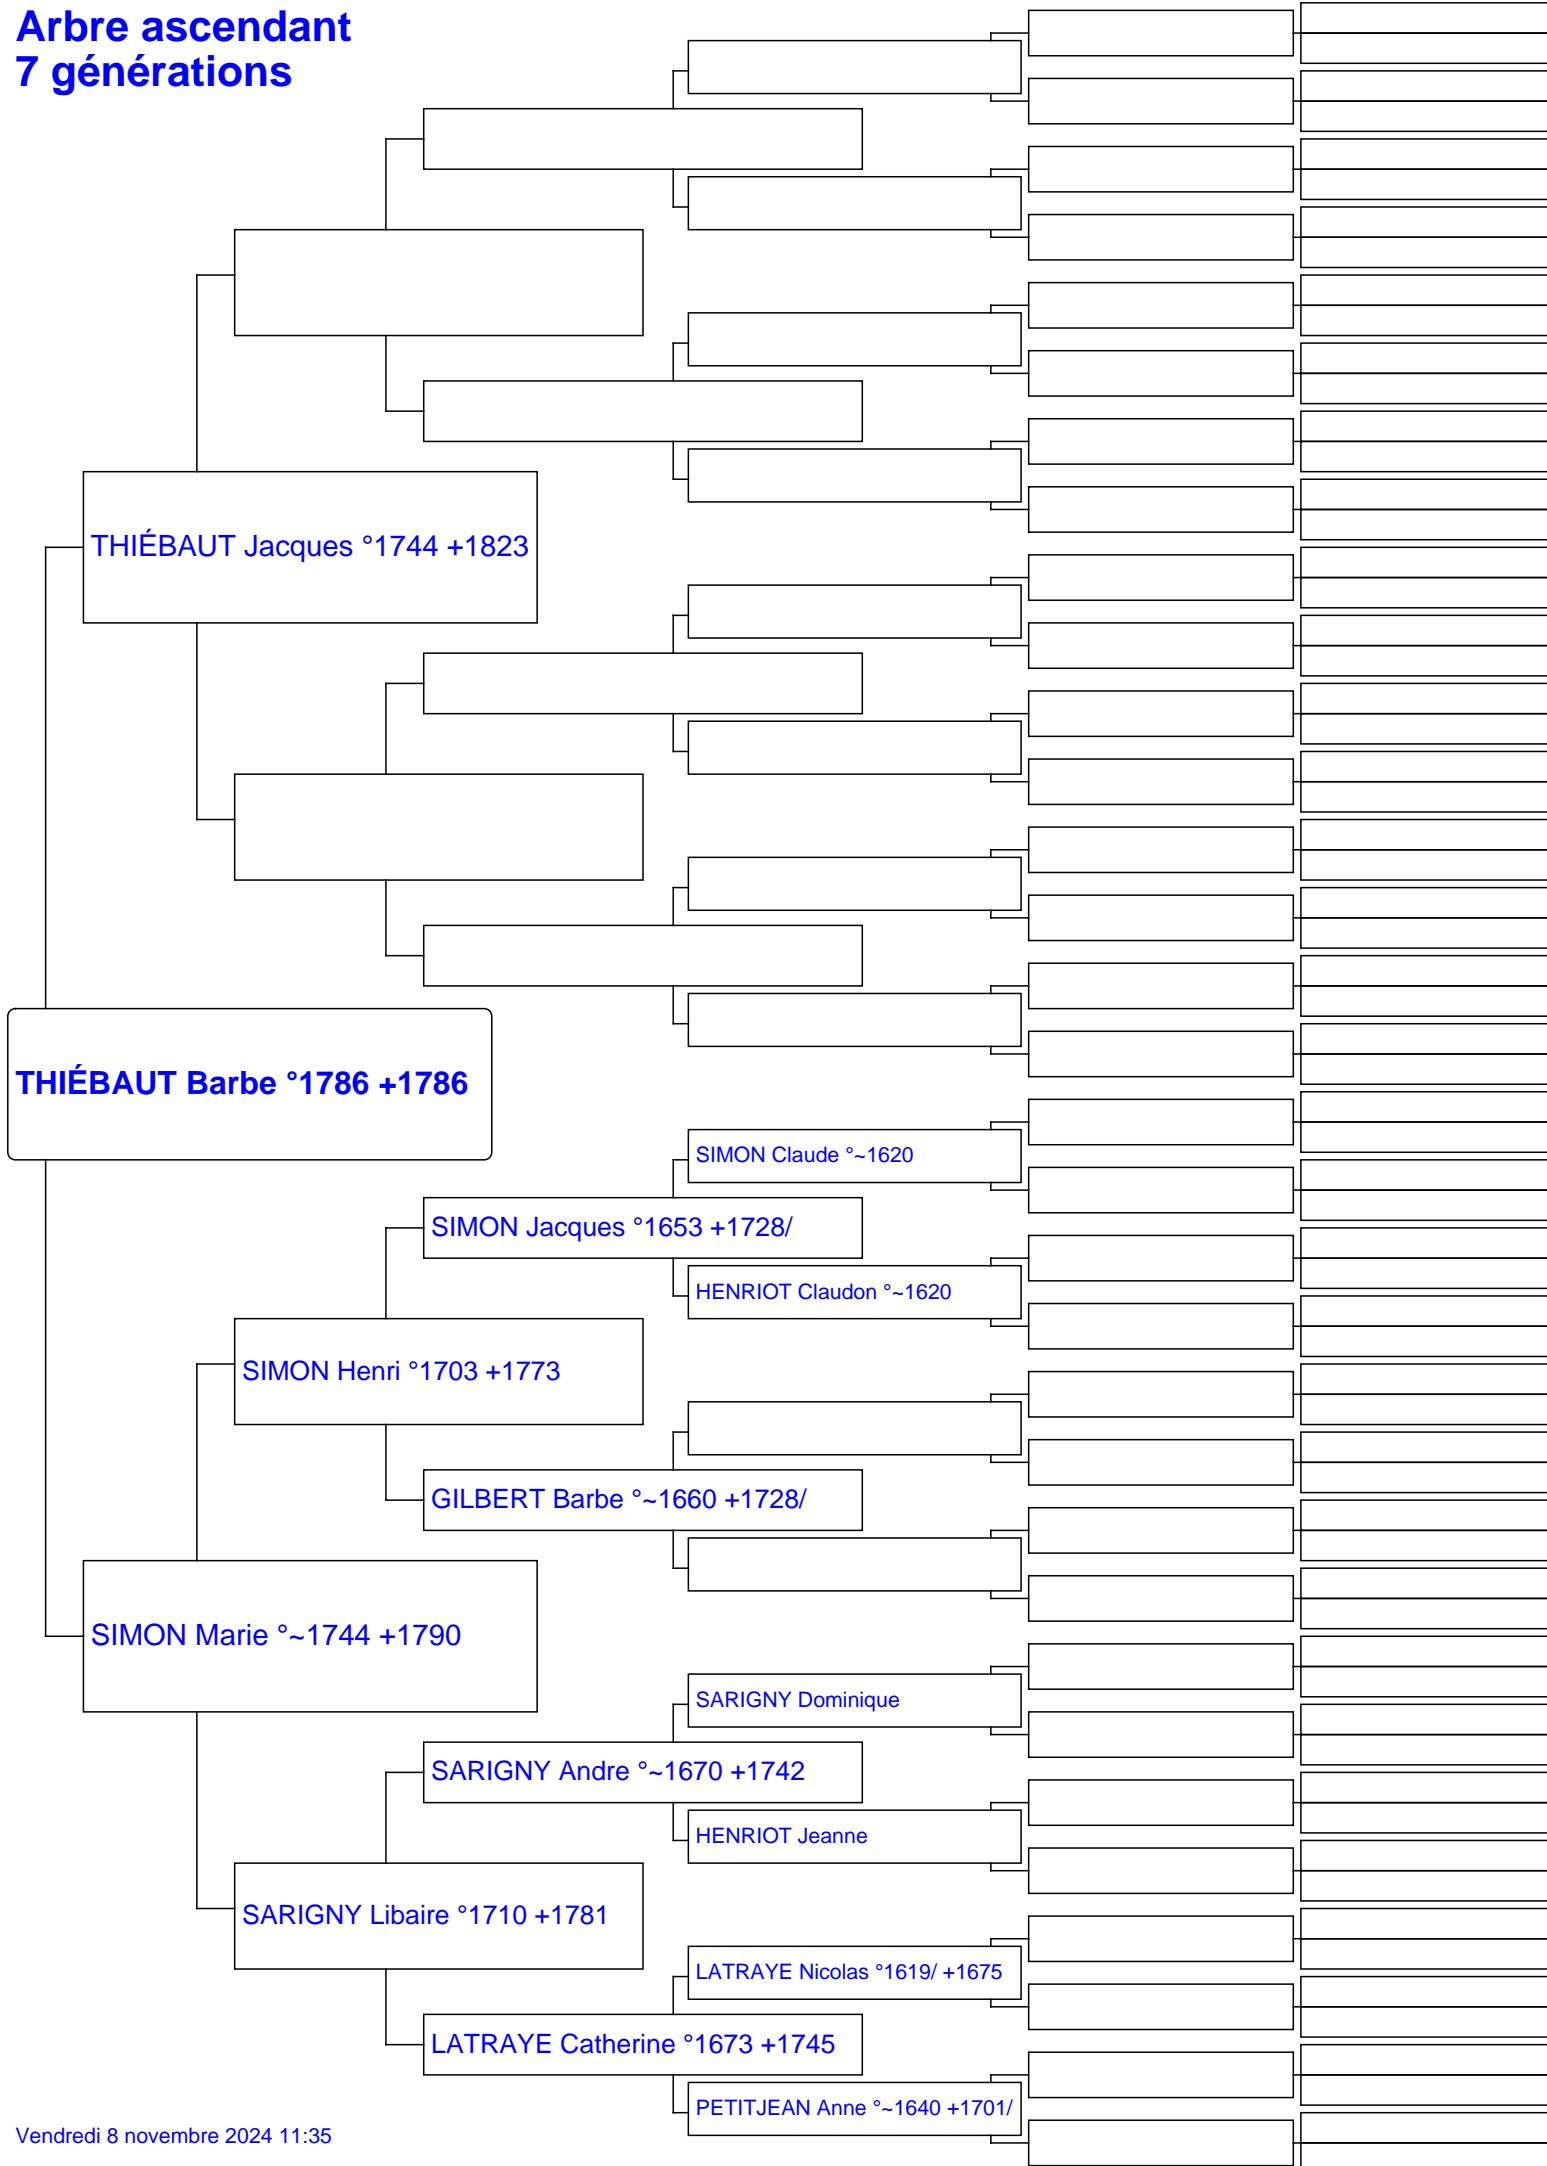 Arbre ascendant
7 générations
THIÉBAUT Jacques °1744 +1823
THIÉBAUT Barbe °1786 +1786
SIMON Claude °~1620
SIMON Jacques °1653 +1728/
HENRIOT Claudon °~1620
SIMON Henri °1703 +1773
GILBERT Barbe °~1660 +1728/
SIMON Marie °~1744 +1790
SARIGNY Dominique
SARIGNY Andre °~1670 +1742
HENRIOT Jeanne
SARIGNY Libaire °1710 +1781
LATRAYE Nicolas °1619/ +1675
LATRAYE Catherine °1673 +1745
PETITJEAN Anne °~1640 +1701/
Vendredi 8 novembre 2024 11:35